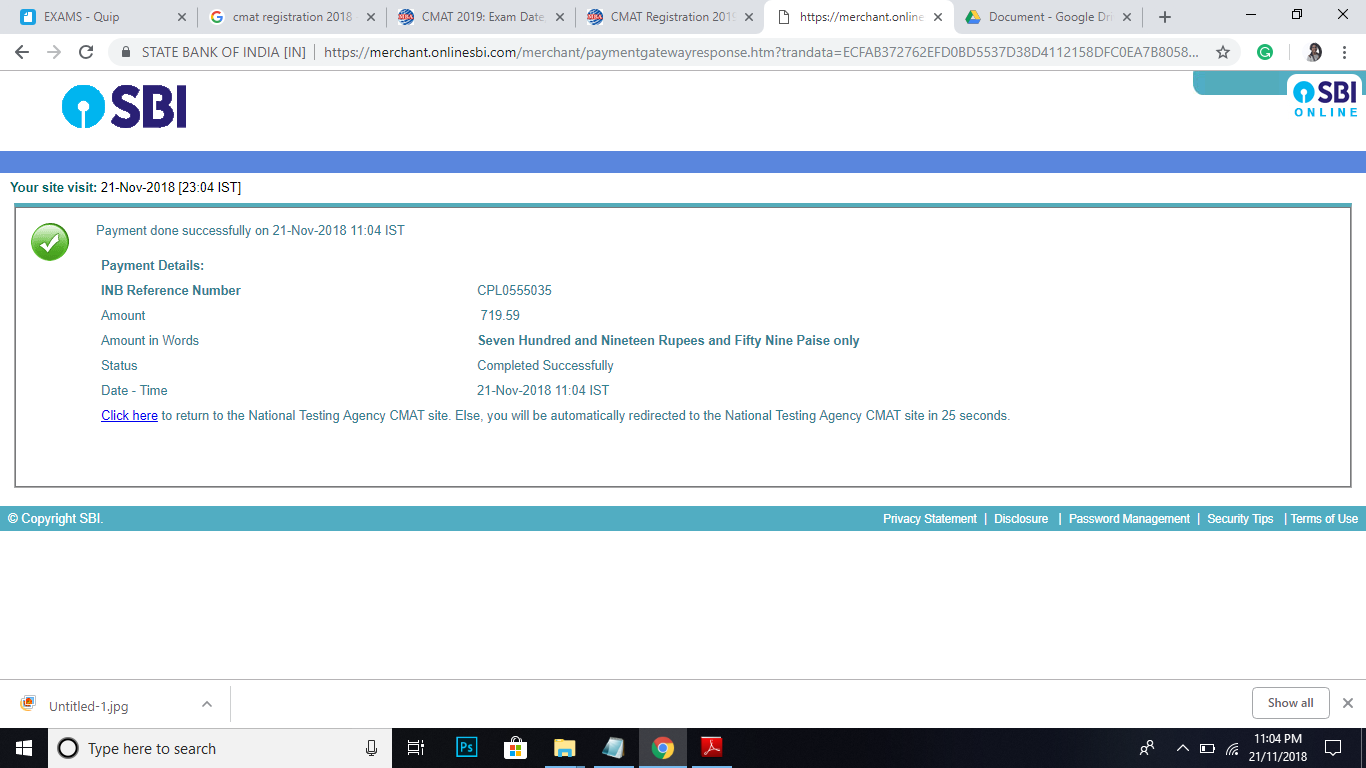 EXAMS - Quip
cmat registration 2018
CMAT 2019: Exam Date
CMAT Registration 2019
https://merchant.online
Document - Google Dri
STATE BANK OF INDIA [IN] | https://merchant.onlinesbi.com/merchant/paymentgatewayresponse.htm?trandata=ECFAB372762EFD0BD5537D38D4112158DFC0EA7B8058...
SBI
SBI
ONLINE
Your site visit: 21-Nov-2018 [23:04 IST]
Payment done successfully on 21-Nov-2018 11:04 IST
Payment Details:
INB Reference Number CPL0555035
Amount 719.59
Amount in Words Seven Hundred and Nineteen Rupees and Fifty Nine Paise only
Status Completed Successfully
Date - Time 21-Nov-2018 11:04 IST
Click here to return to the National Testing Agency CMAT site. Else, you will be automatically redirected to the National Testing Agency CMAT site in 25 seconds.
© Copyright SBI. Privacy Statement | Disclosure | Password Management | Security Tips | Terms of Use
Untitled-1.jpg
Show all
Type here to search
Ps
11:04 PM
21/11/2018